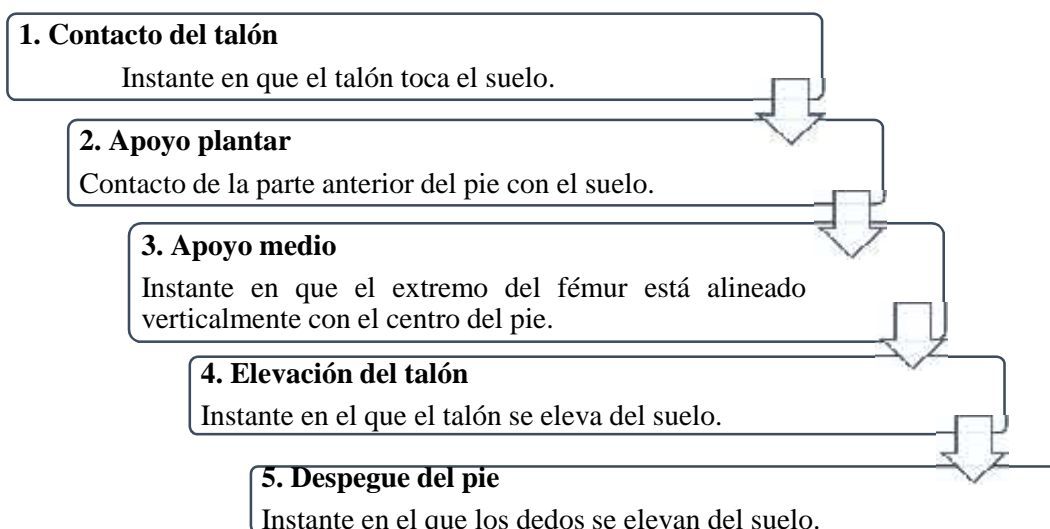 1. Contacto del talón
Instante en que el talón toca el suelo.
2. Apoyo plantar
Contacto de la parte anterior del pie con el suelo.
3. Apoyo medio
Instante en que el extremo del fémur está alineado
verticalmente con el centro del pie.
4. Elevación del talón
Instante en el que el talón se eleva del suelo.
5. Despegue del pie
Instante en el que los dedos se elevan del suelo.